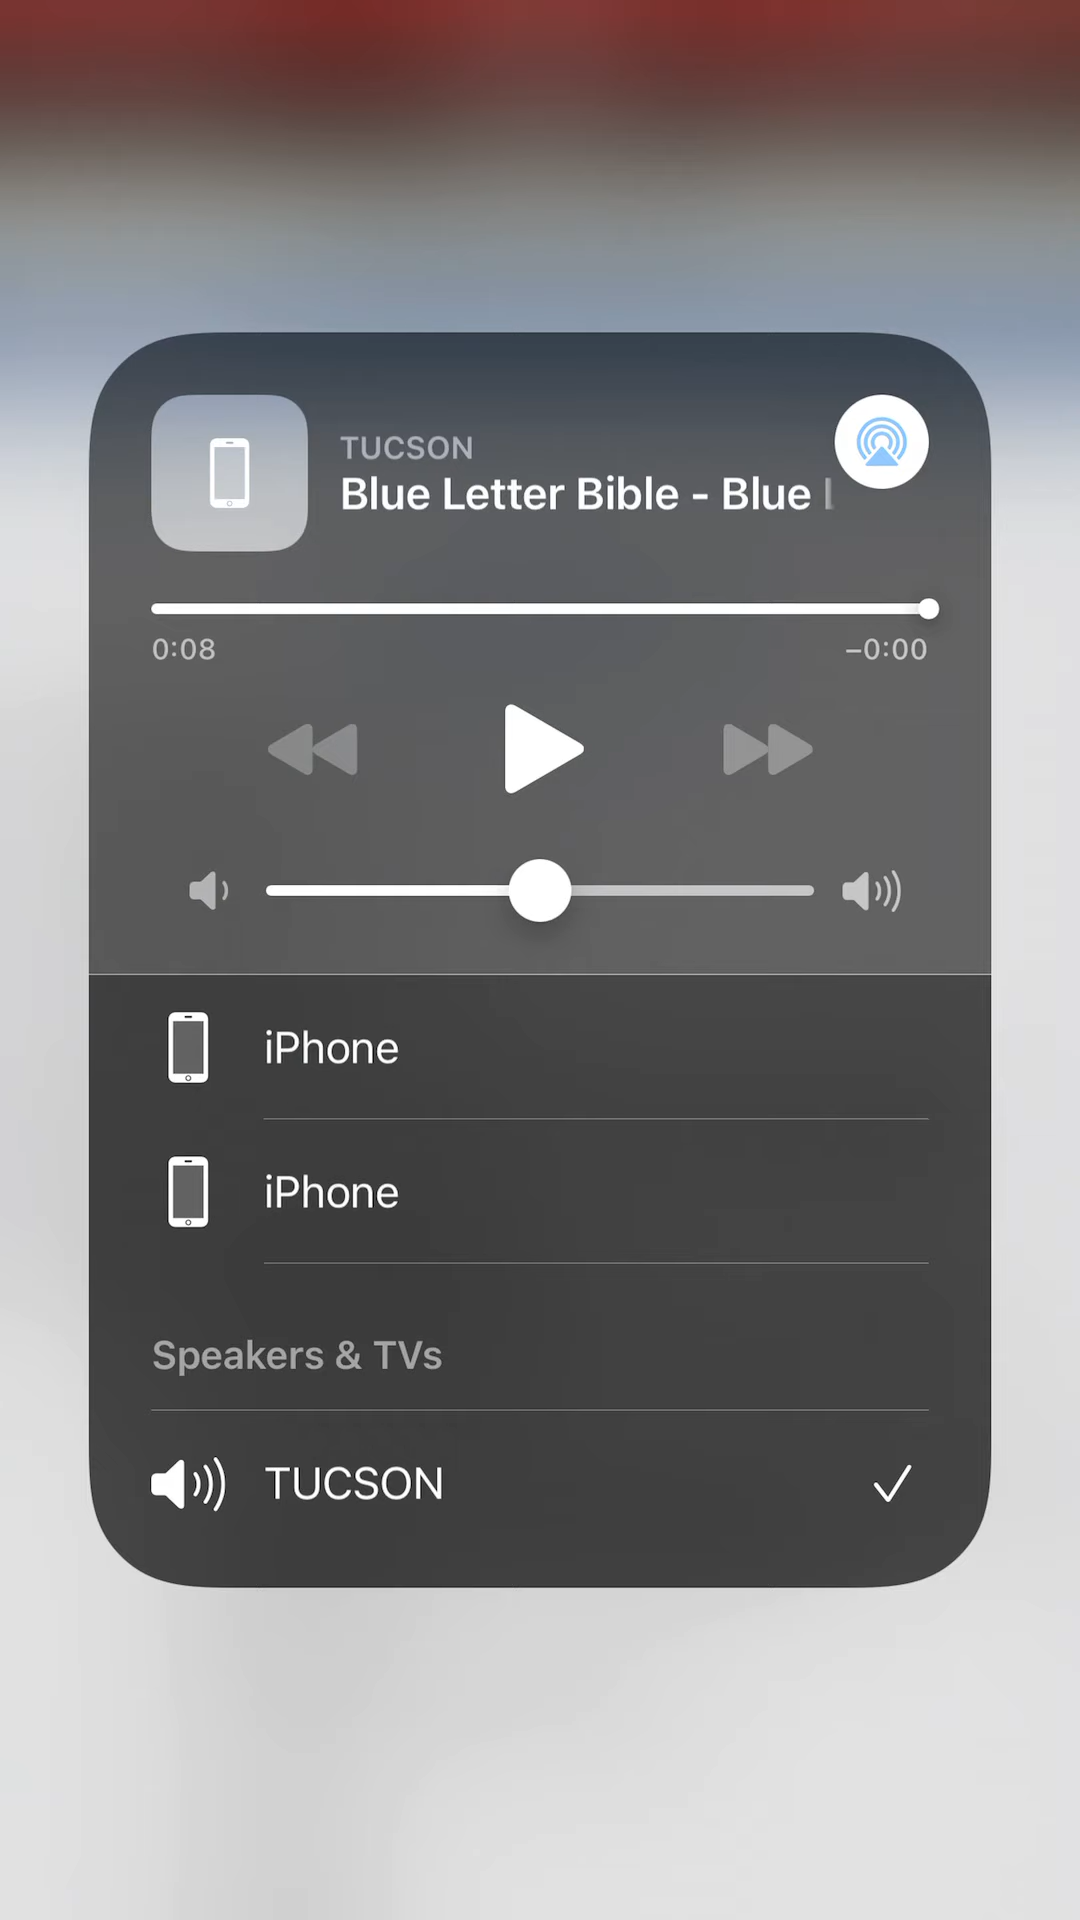 TUCSON
Blue Letter Bible - Blue
0:08
–0:00
iPhone
iPhone
Speakers & TVs
TUCSON